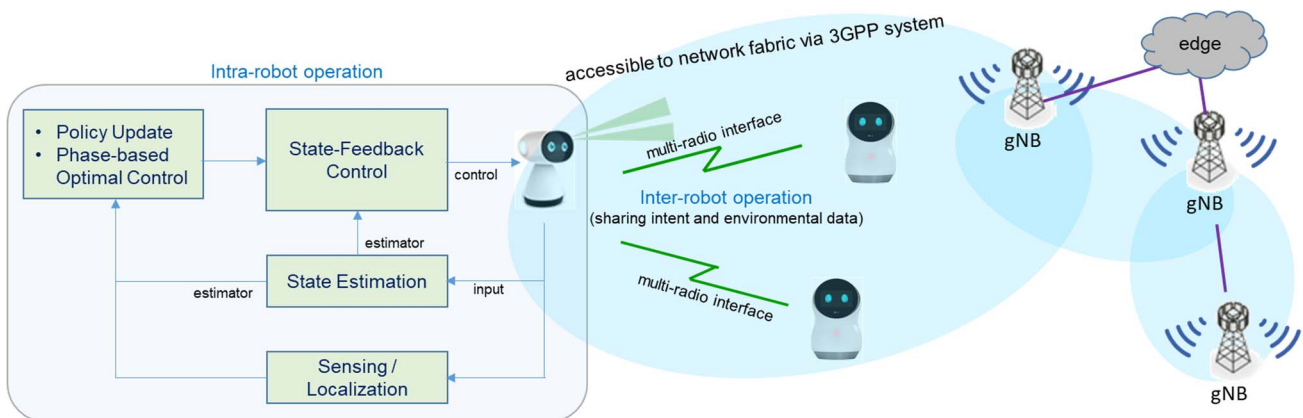 accessible to network fabric via 3GPP system
edge
Intra-robot operation
• Policy Update
• Phase-based
Optimal Control
State-Feedback
Control
control
multi-radio interface
gNB
gNB
Inter-robot operation
(sharing intent and environmental data)
estimator
State Estimation
estimator
input
multi-radio interface
Sensing /
Localization
gNB